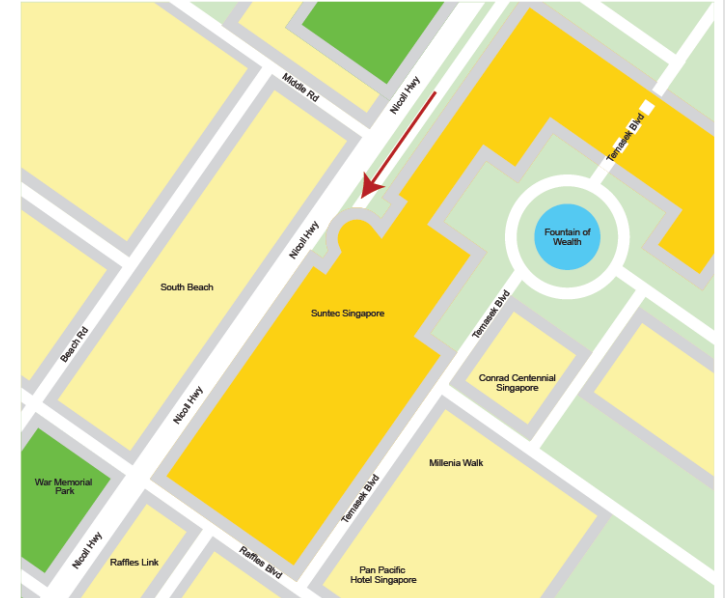 Middle Rd
Nicoll Hwy
Temasek Blvd
Fountain of
Wealth
Nicoll Hwy
South Beach
Suntec Singapore
Temasek Blvd
Beach Rd
Conrad Centennial
Singapore
Nicoll Hwy
Millenia Walk
War Memorial
Park
Temasek Blvd
Nicoll Hwy
Raffles Link
Raffles Blvd
Pan Pacific
Hotel Singapore